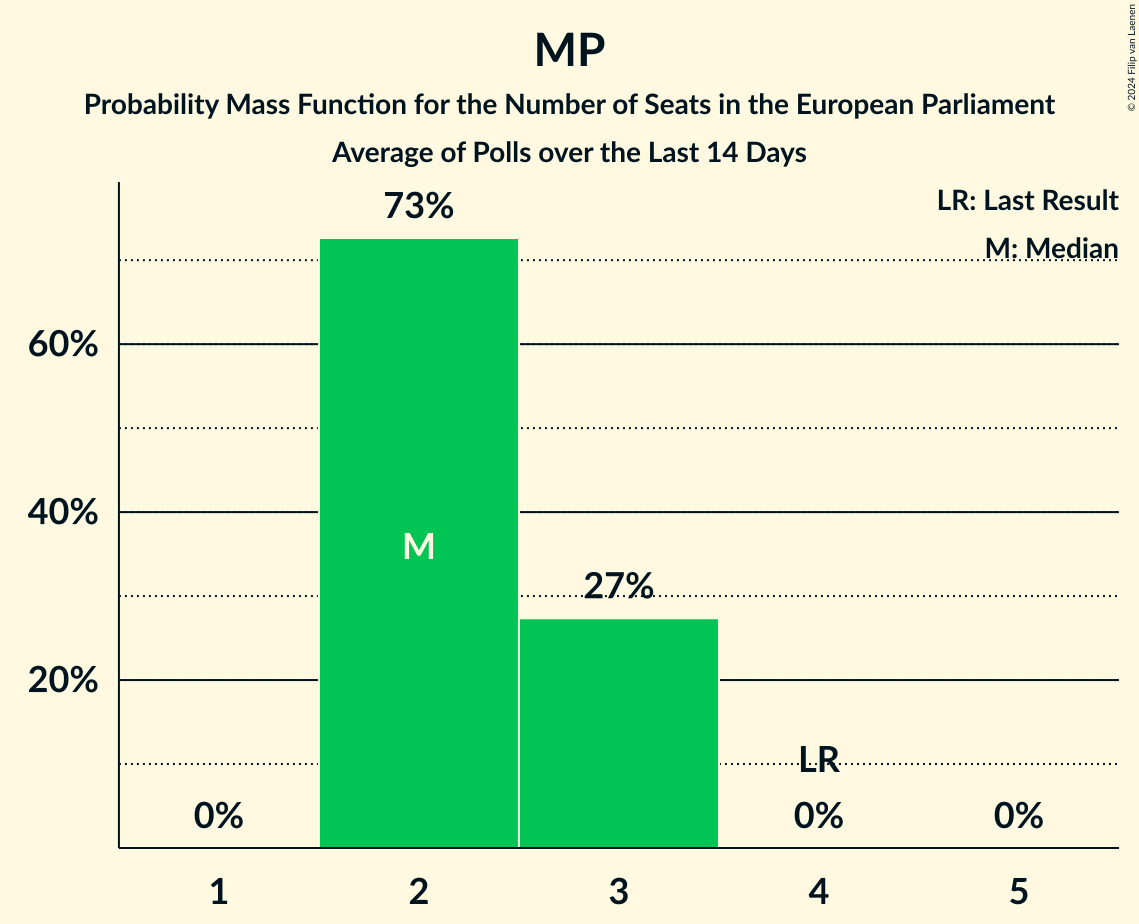 MP
Probability Mass Function for the Number of Seats in the European Parliament
Average of Polls over the Last 14 Days
© 2024 Filip van Laenen
LR: Last Result
M: Median
73%
60%
40%
M
27%
20%
LR
0%
0%
0%
1
2
3
4
5